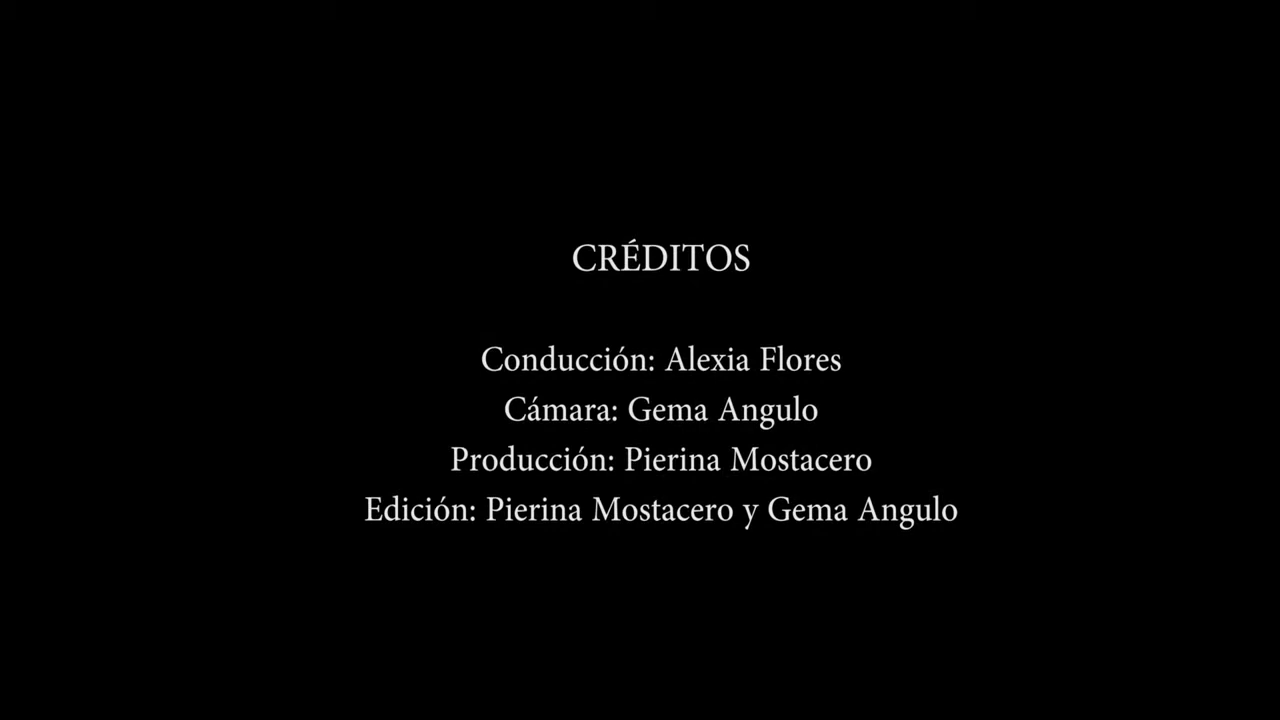 CRÉDITOS
Conducción: Alexia Flores
Cámara: Gema Angulo
Producción: Pierina Mostacero
Edición: Pierina Mostacero y Gema Angulo